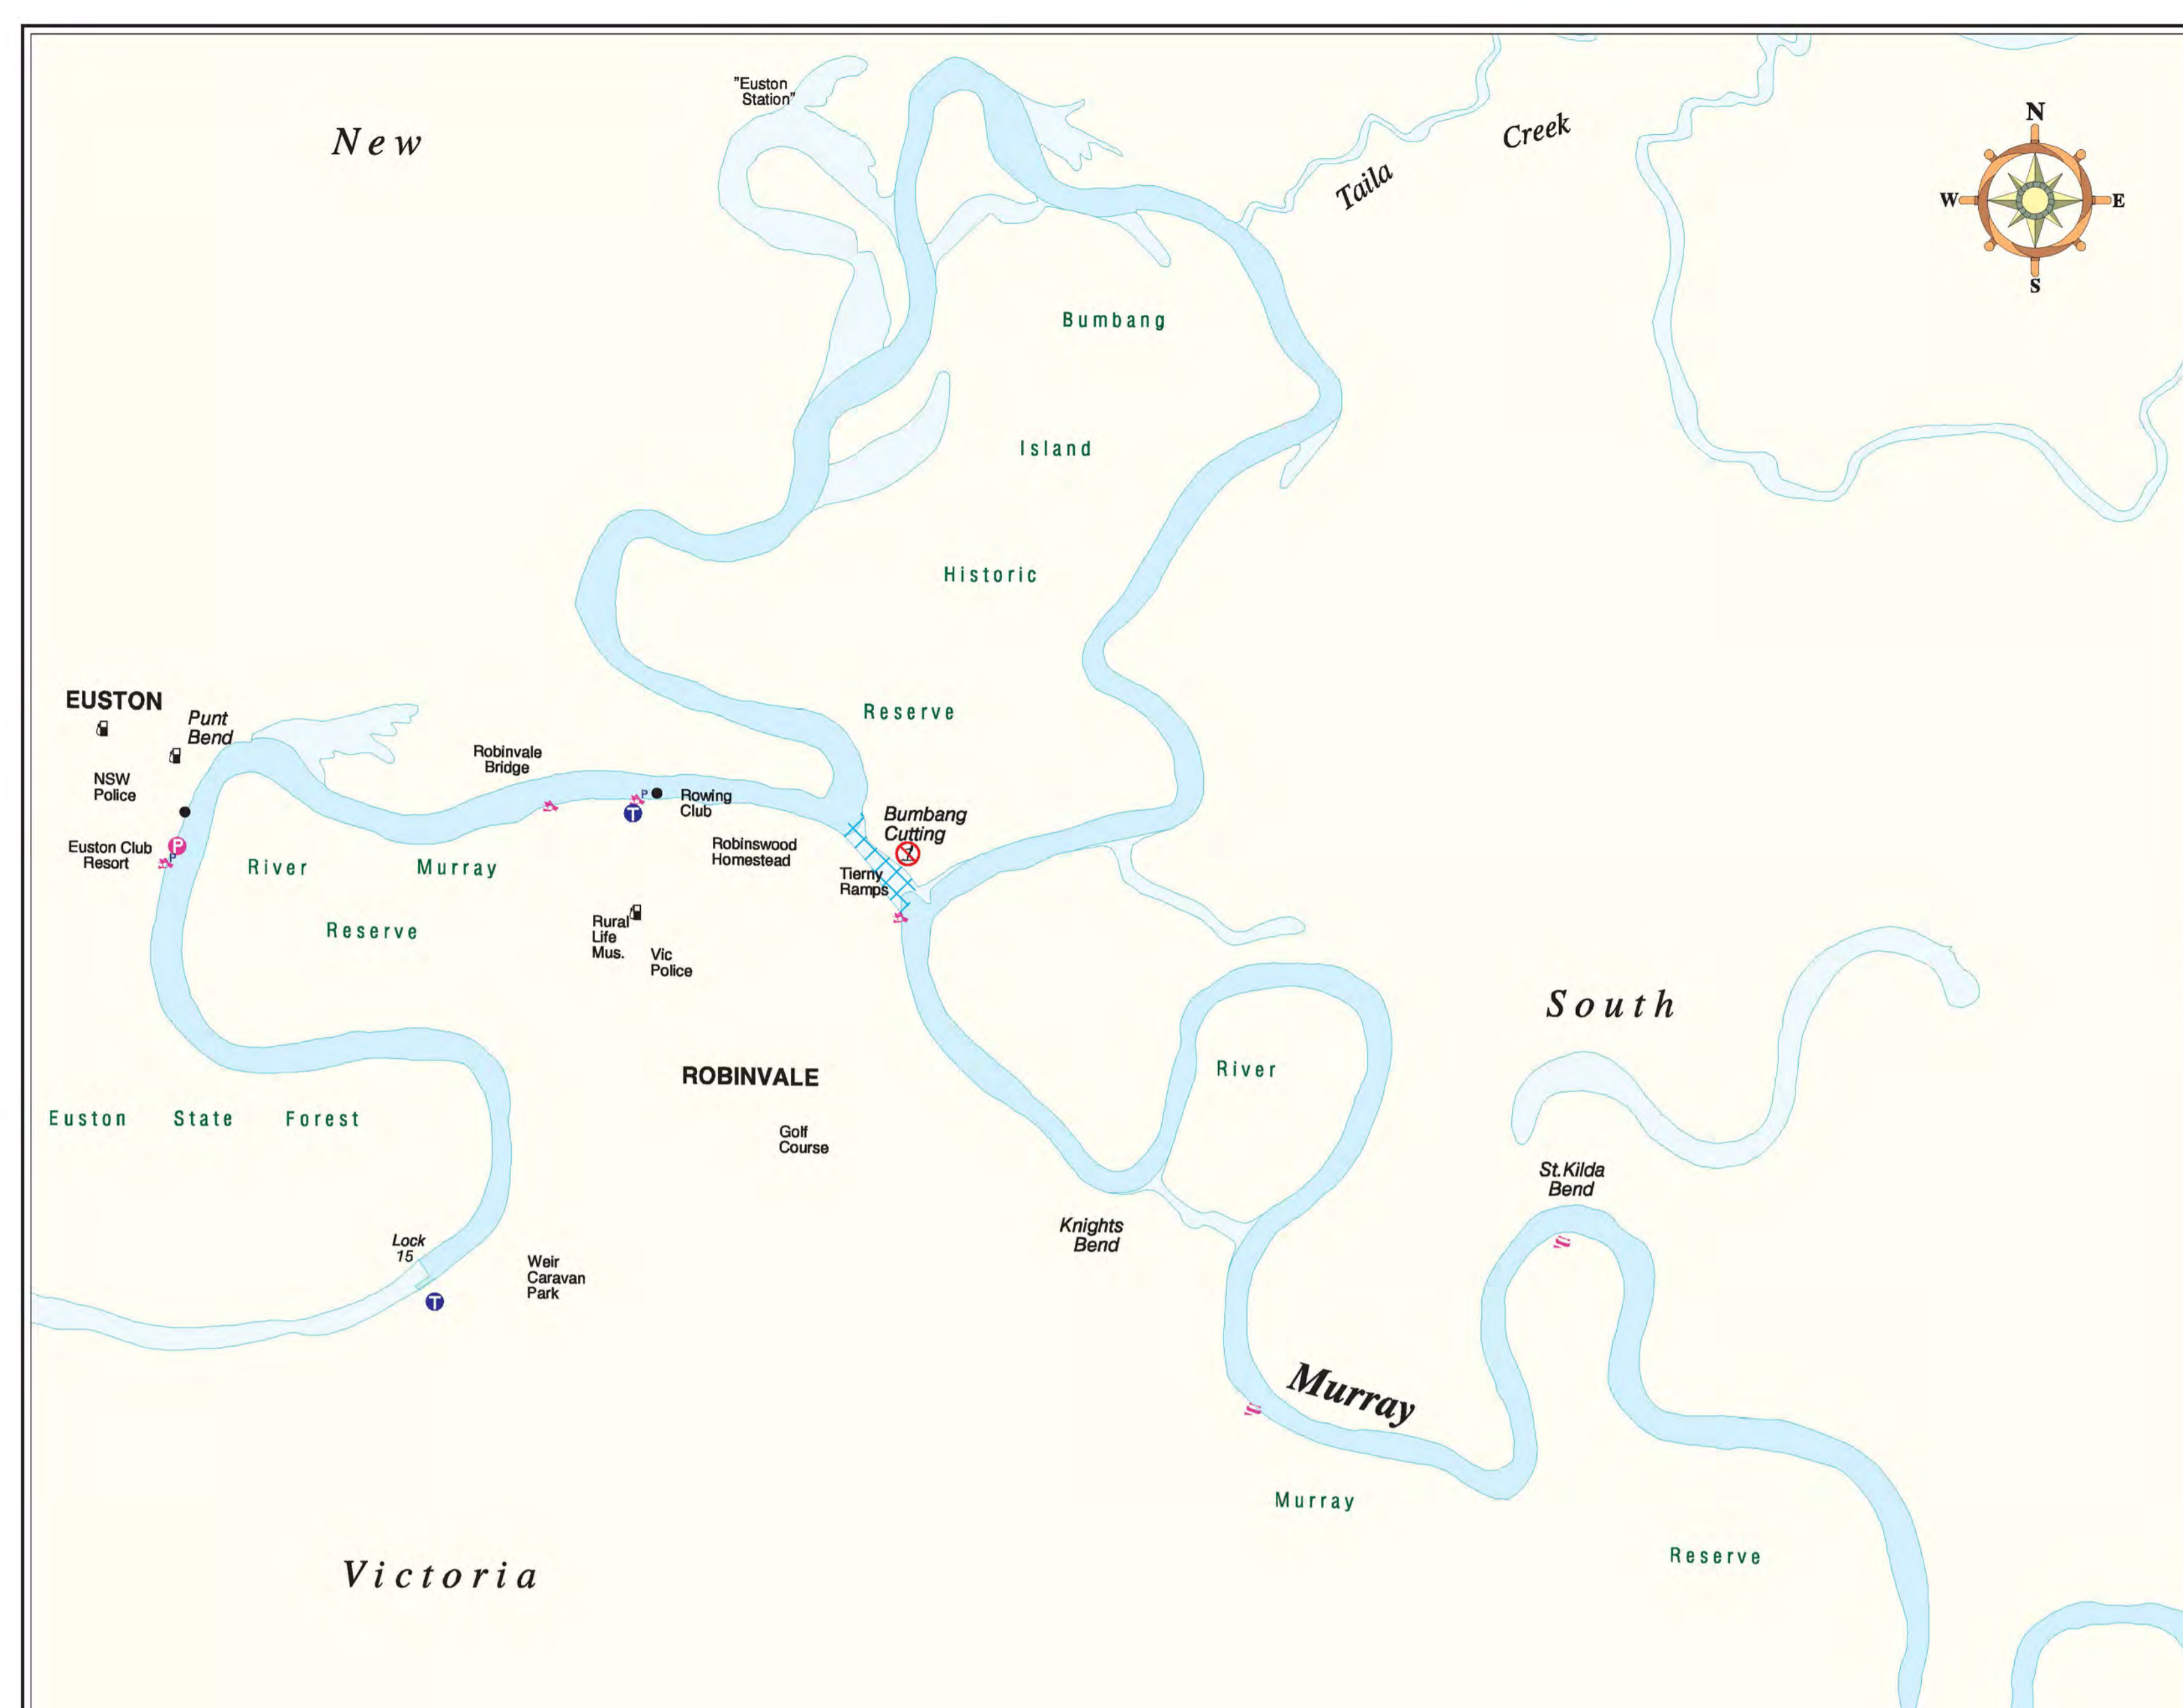 "Euston
Station"
New
Taila
Creek
N
W
E
S
Bumbang
Island
Historic
Reserve
EUSTON
Punt
Bend
NSW
Police
Euston Club
Resort
P
P
Robinvale
Bridge
P
T
Rowing
Club
Robinswood
Homestead
Bumbang
Cutting
Tierny
Ramps
River Murray
Reserve
Rural
Life
Mus.
Vic
Police
South
River
ROBINVALE
Golf
Course
Euston State Forest
St.Kilda
Bend
Knights
Bend
Lock
15
T
Weir
Caravan
Park
Murray
Murray
Reserve
Victoria